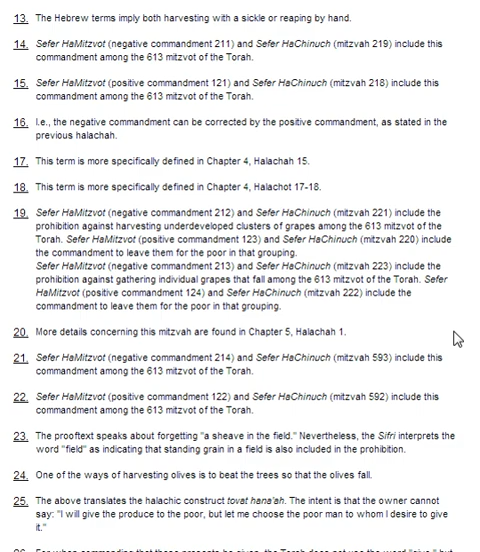 13. The Hebrew terms imply both harvesting with a sickle or reaping by hand.
14. Sefer HaMitzvot (negative commandment 211) and Sefer HaChinuch (mitzvah 219) include this
commandment among the 613 mitzvot of the Torah.
15. Sefer HaMitzvot (positive commandment 121) and Sefer HaChinuch (mitzvah 218) include this
commandment among the 613 mitzvot of the Torah.
16. I.e., the negative commandment can be corrected by the positive commandment, as stated in the
previous halachah.
17. This term is more specifically defined in Chapter 4, Halachah 15.
18. This term is more specifically defined in Chapter 4, Halachot 17-18.
19. Sefer HaMitzvot (negative commandment 212) and Sefer HaChinuch (mitzvah 221) include the
prohibition against harvesting underdeveloped clusters of grapes among the 613 mitzvot of the
Torah. Sefer HaMitzvot (positive commandment 123) and Sefer HaChinuch (mitzvah 220) include
the commandment to leave them for the poor in that grouping.
Sefer HaMitzvot (negative commandment 213) and Sefer HaChinuch (mitzvah 223) include the
prohibition against gathering individual grapes that fall among the 613 mitzvot of the Torah. Sefer
HaMitzvot (positive commandment 124) and Sefer HaChinuch (mitzvah 222) include the
commandment to leave them for the poor in that grouping.
20. More details concerning this mitzvah are found in Chapter 5, Halachah 1.
21. Sefer HaMitzvot (negative commandment 214) and Sefer HaChinuch (mitzvah 593) include this
commandment among the 613 mitzvot of the Torah.
22. Sefer HaMitzvot (positive commandment 122) and Sefer HaChinuch (mitzvah 592) include this
commandment among the 613 mitzvot of the Torah.
23. The prooftext speaks about forgetting "a sheave in the field." Nevertheless, the Sifri interprets the
word "field" as indicating that standing grain in a field is also included in the prohibition.
24. One of the ways of harvesting olives is to beat the trees so that the olives fall.
25. The above translates the halachic construct tovat hana'ah. The intent is that the owner cannot
say: "I will give the produce to the poor, but let me choose the poor man to whom I desire to give
it."